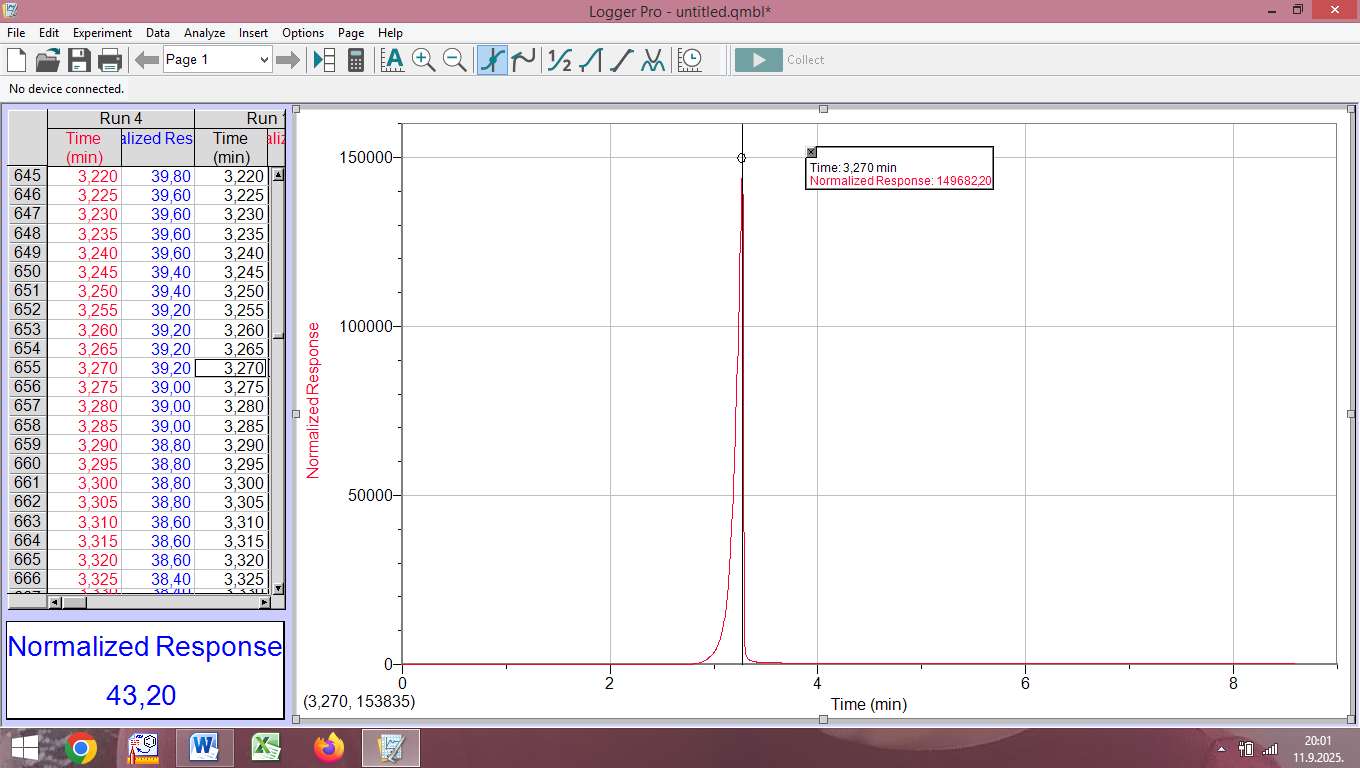 Logger Pro - untitled.qmbl*
File Edit Experiment Data Analyze Insert Options Page Help
Page 1
Collect
No device connected.
Run 4 Run
Time (min) alized Res Time (min) aliz
645 3,220 39,80 3,220
646 3,225 39,60 3,225
647 3,230 39,60 3,230
648 3,235 39,60 3,235
649 3,240 39,60 3,240
650 3,245 39,40 3,245
651 3,250 39,40 3,250
652 3,255 39,20 3,255
653 3,260 39,20 3,260
654 3,265 39,20 3,265
655 3,270 39,20 3,270
656 3,275 39,00 3,275
657 3,280 39,00 3,280
658 3,285 39,00 3,285
659 3,290 38,80 3,290
660 3,295 38,80 3,295
661 3,300 38,80 3,300
662 3,305 38,80 3,305
663 3,310 38,60 3,310
664 3,315 38,60 3,315
665 3,320 38,60 3,320
666 3,325 38,40 3,325
Normalized Response
43,20
Normalized Response
150000
100000
50000
0
0 2 4 6 8
Time (min)
(3,270, 153835)
Time: 3,270 min
Normalized Response: 149682,20
20:01
11.9.2025.